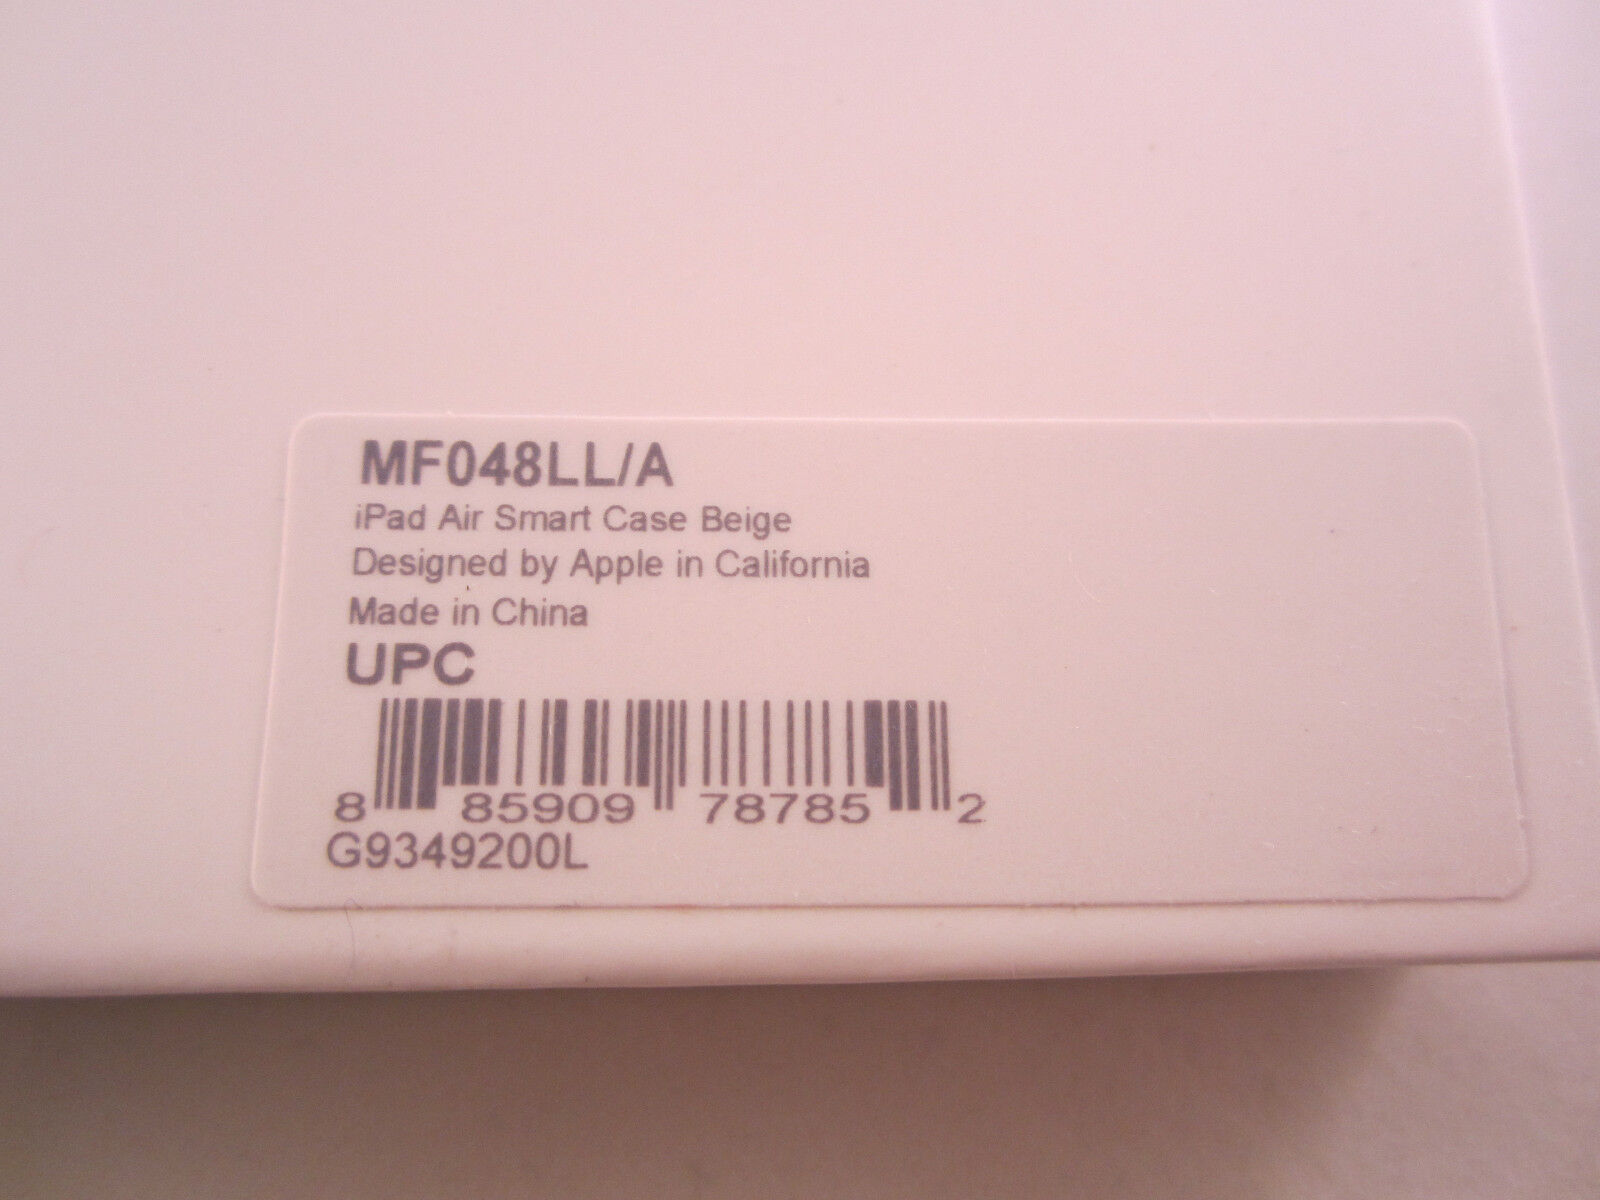 MF048LL/A
iPad Air Smart Case Beige
Designed by Apple in California
Made in China
UPC
8 85909 78785 2
G9349200L